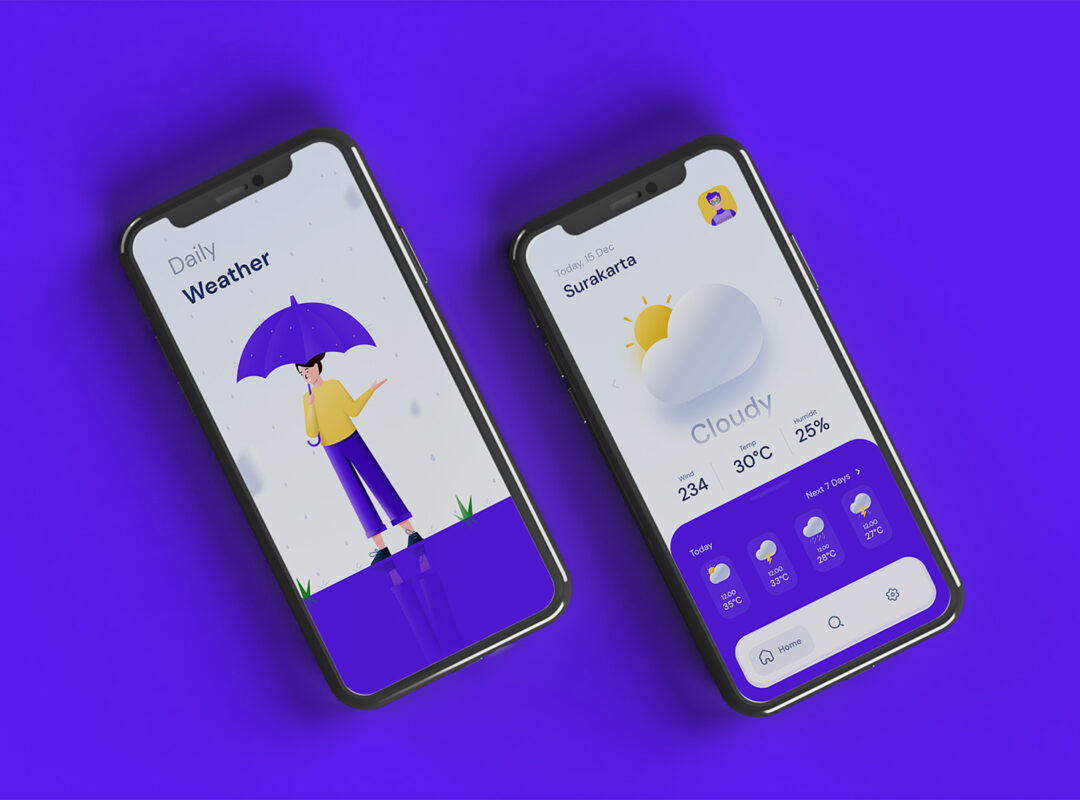 Daily
Weather
Today, 15 Dec
Surakarta
Cloudy
Wind
234
Temp
30°C
Humidit
25%
Today
Next 7 Days
12.00
35°C
12.00
33°C
12.00
28°C
12.00
27°C
Home